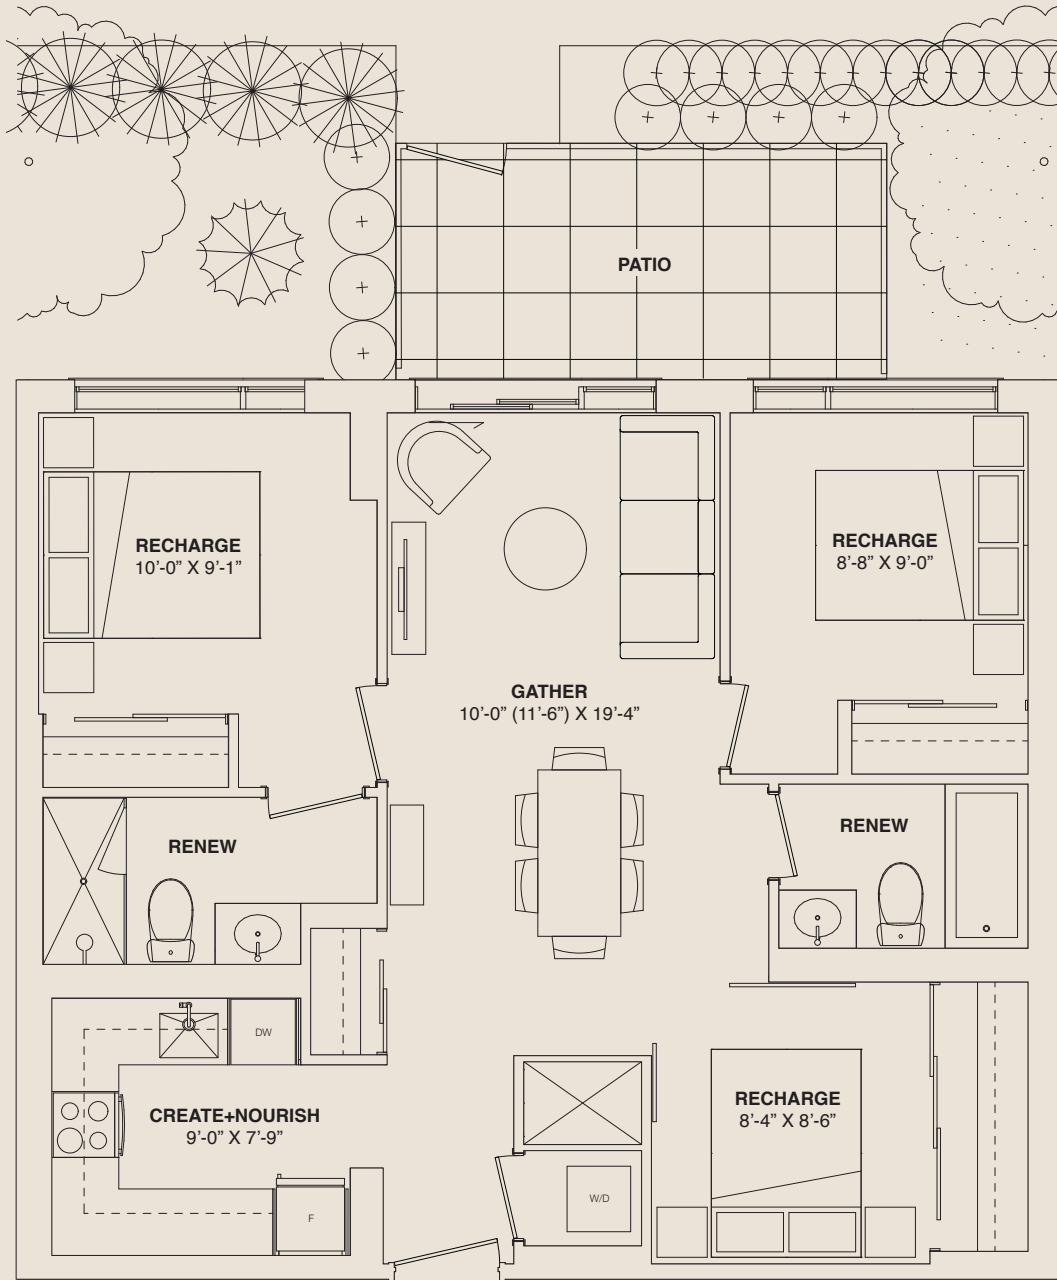 PATIO
RECHARGE
10’-0” X 9’-1”
RECHARGE
8’-8” X 9’-0”
GATHER
10’-0” (11’-6”) X 19’-4”
RENEW
RENEW
DW
CREATE+NOURISH
9’-0” X 7’-9”
RECHARGE
8’-4” X 8’-6”
W/D
F